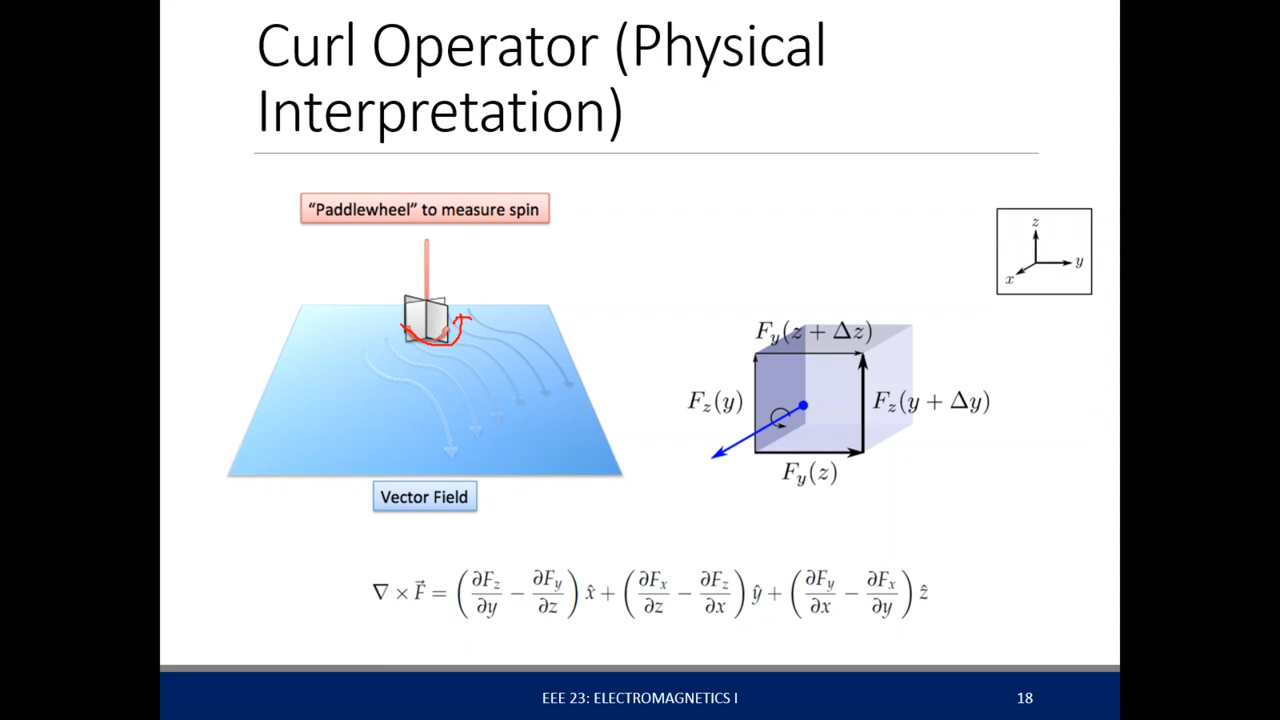 Curl Operator (Physical
Interpretation)
“Paddlewheel” to measure spin
z
y
x
F_y(z + Δz)
F_z(y)
F_z(y + Δy)
F_y(z)
Vector Field
∇ × F⃗ = (∂F_z/∂y − ∂F_y/∂z) x̂ + (∂F_x/∂z − ∂F_z/∂x) ŷ + (∂F_y/∂x − ∂F_x/∂y) ẑ
EEE 23: ELECTROMAGNETICS I
18